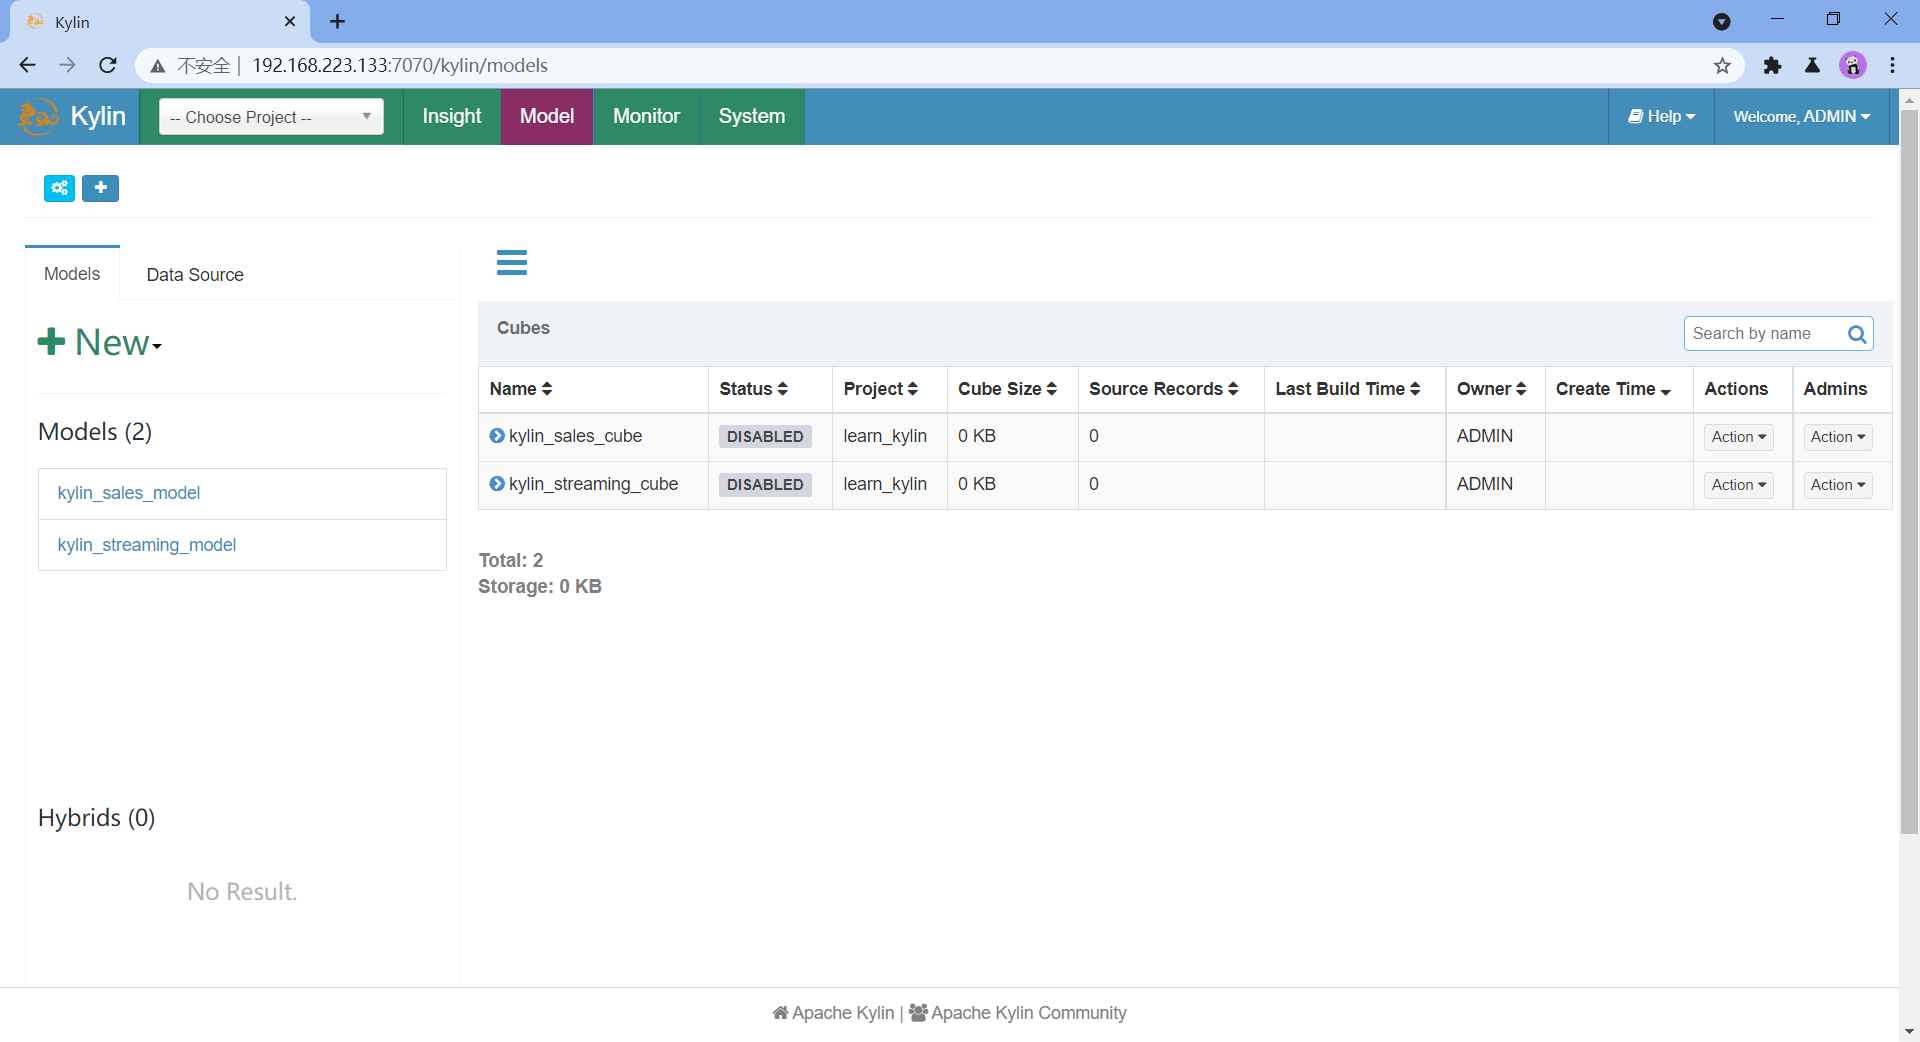 Kylin
不安全 | 192.168.223.133:7070/kylin/models
Kylin -- Choose Project -- Insight Model Monitor System Help Welcome, ADMIN
Models Data Source
New
Models (2)
kylin_sales_model
kylin_streaming_model
Hybrids (0)
No Result.
Cubes
Search by name
Name Status Project Cube Size Source Records Last Build Time Owner Create Time Actions Admins
kylin_sales_cube DISABLED learn_kylin 0 KB 0 ADMIN Action Action
kylin_streaming_cube DISABLED learn_kylin 0 KB 0 ADMIN Action Action
Total: 2
Storage: 0 KB
Apache Kylin | Apache Kylin Community